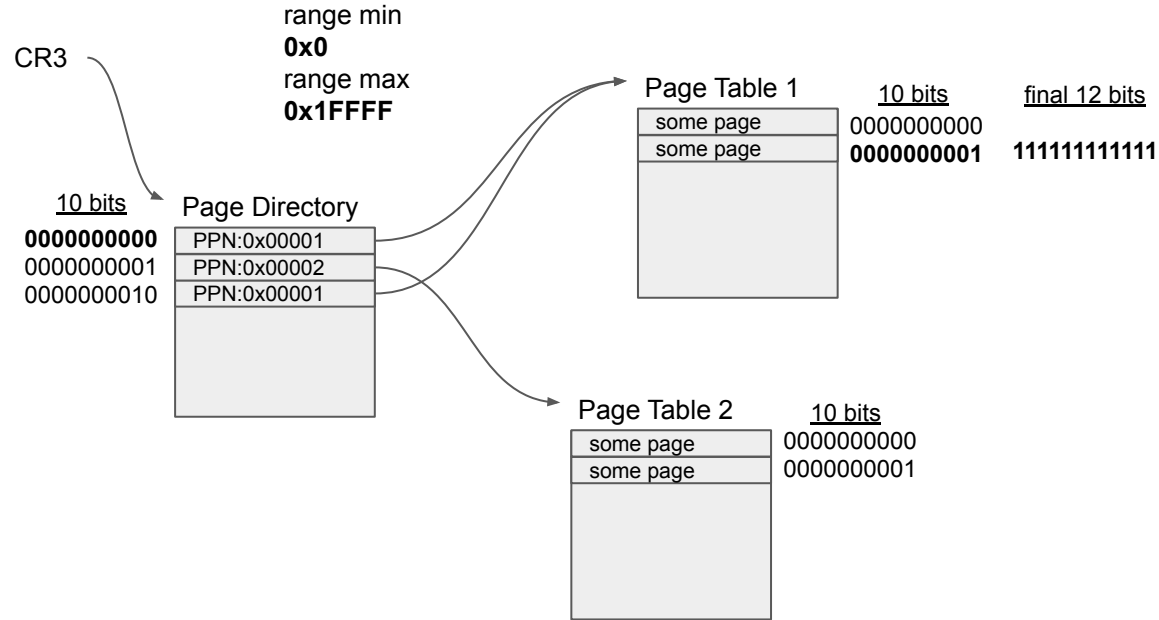 range min
0x0
range max
0x1FFFF
CR3
Page Table 1
10 bits
final 12 bits
some page
0000000000
some page
0000000001
111111111111
10 bits
Page Directory
0000000000
PPN:0x00001
0000000001
PPN:0x00002
0000000010
PPN:0x00001
Page Table 2
10 bits
some page
0000000000
some page
0000000001